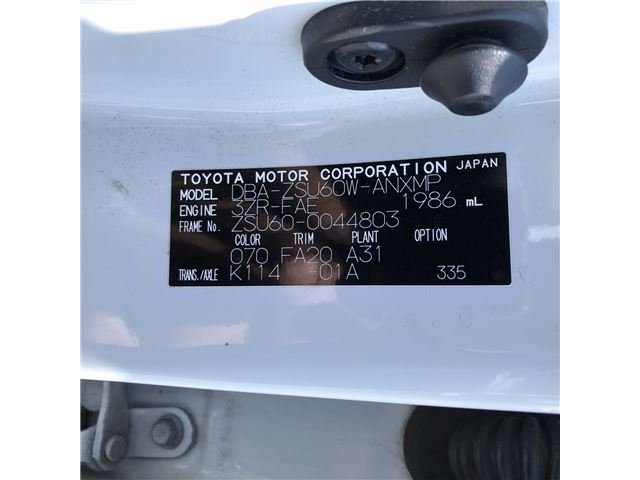 TOYOTA MOTOR CORPORATION JAPAN
MODEL DBA-ZSU60W-ANXMP
ENGINE 3ZR-FAE 1986 mL
FRAME No. ZSU60-0044803
COLOR TRIM PLANT OPTION
070 FA20 A31
TRANS./AXLE K114 -01A 335